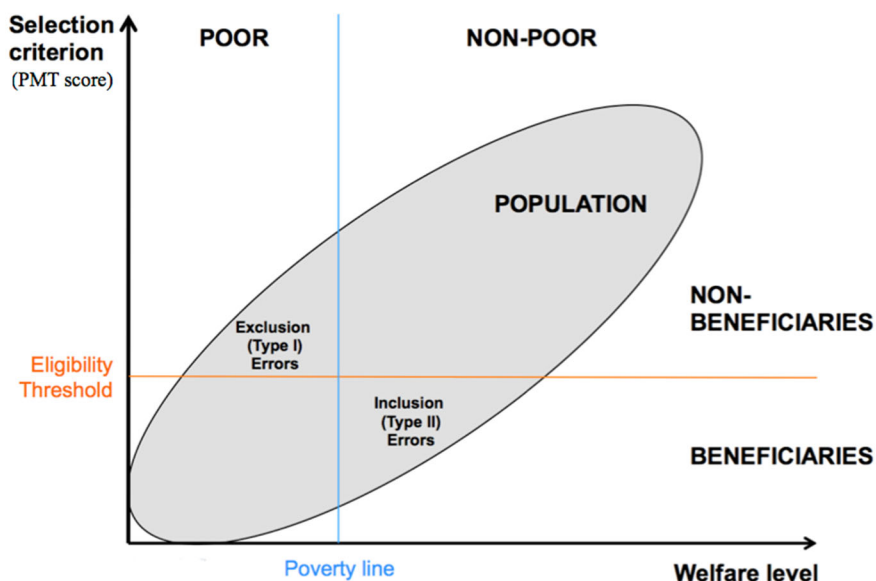 Selection
criterion
(PMT score)
POOR
NON-POOR
POPULATION
Exclusion
(Type I)
Errors
NON-
BENEFICIARIES
Eligibility
Threshold
Inclusion
(Type II)
Errors
BENEFICIARIES
Poverty line
Welfare level